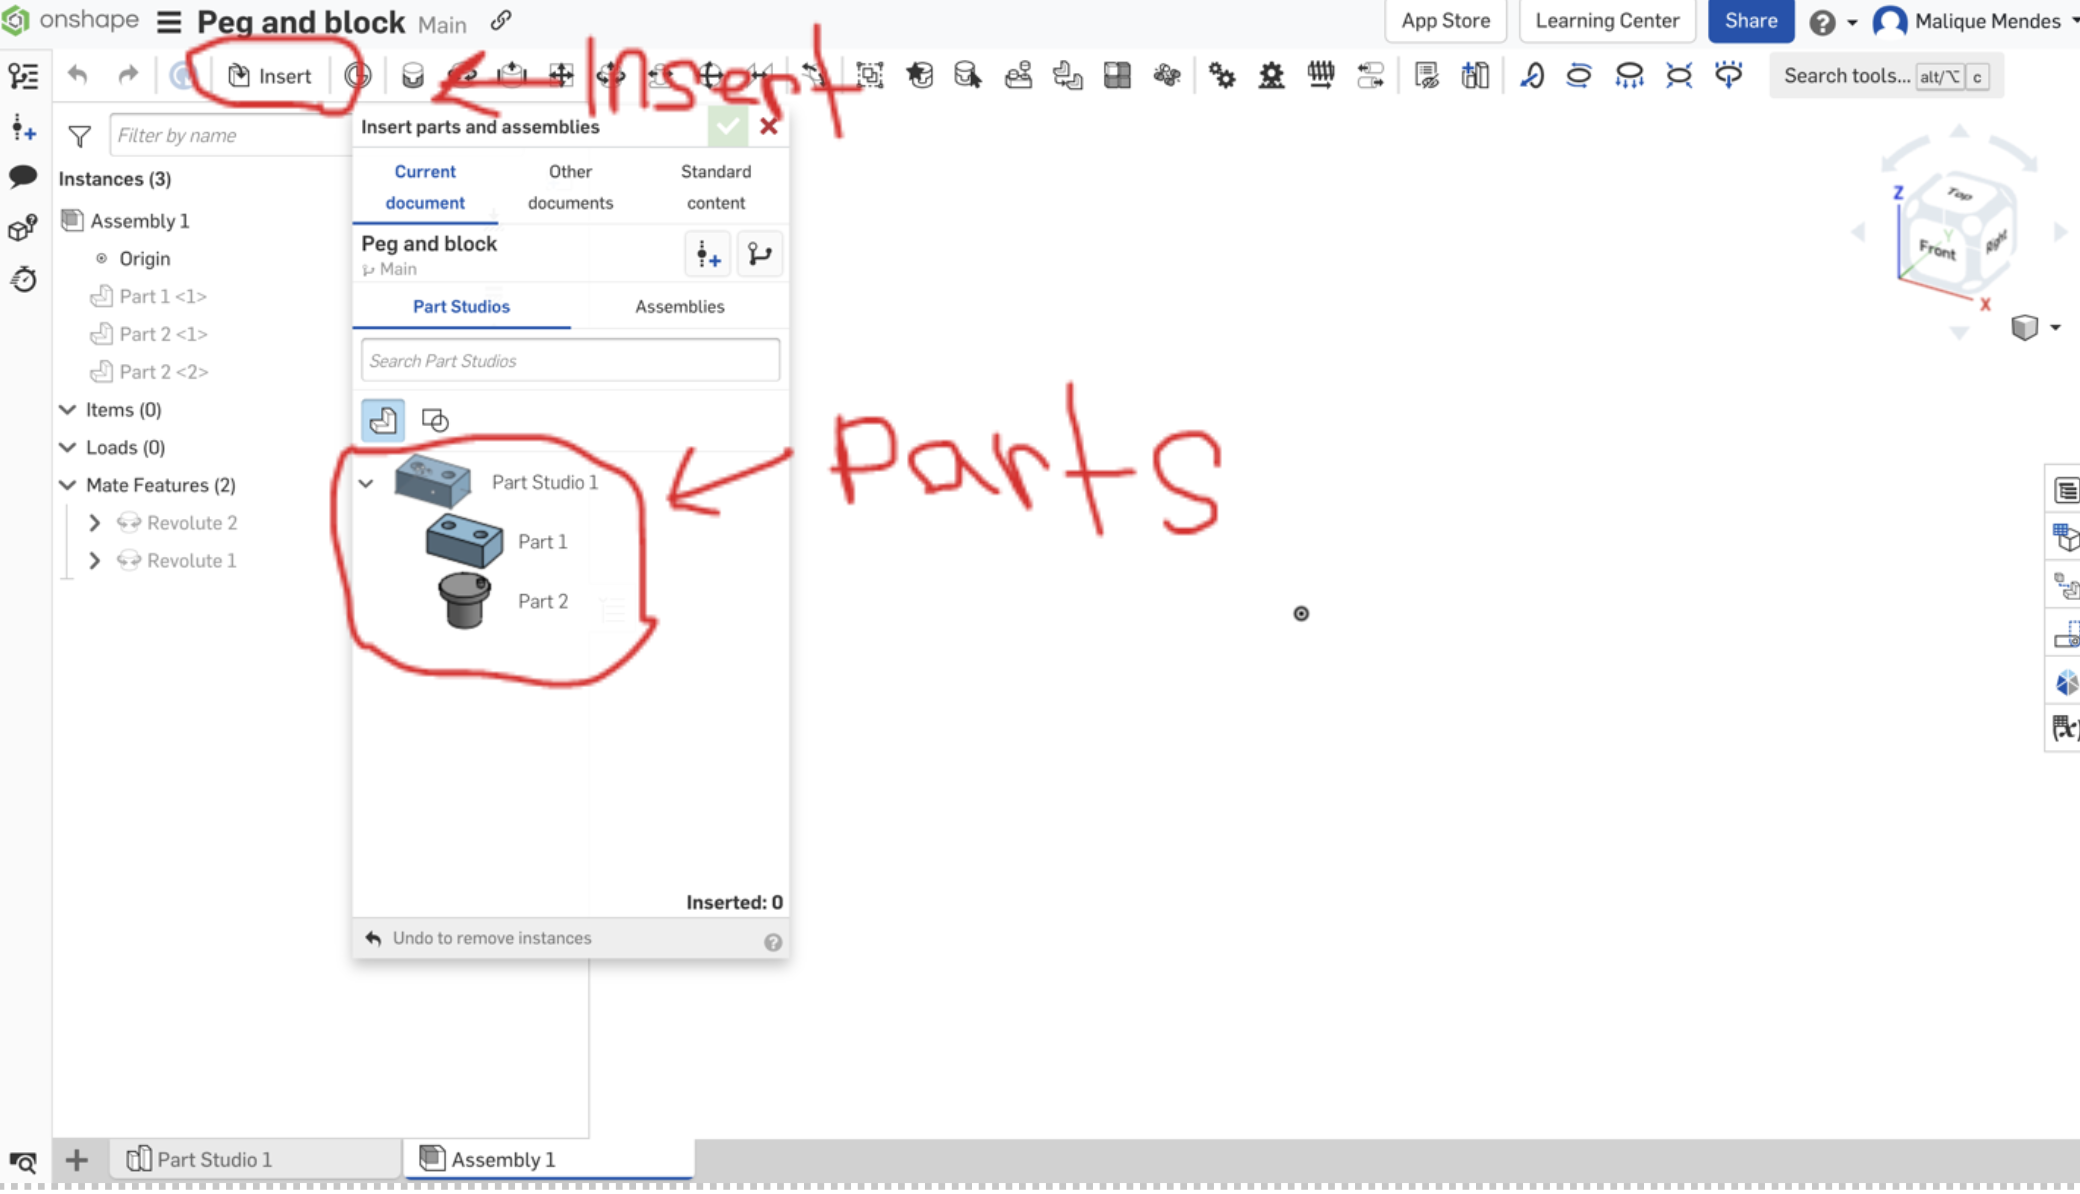 onshape Peg and block Main App Store Learning Center Share Malique Mendes
Insert Search tools... alt/⌥ c
Insert
Filter by name
Insert parts and assemblies
Instances (3)
Assembly 1
Origin
Part 1 <1>
Part 2 <1>
Part 2 <2>
Items (0)
Loads (0)
Mate Features (2)
Revolute 2
Revolute 1
Current document
Other documents
Standard content
Peg and block
Main
Part Studios Assemblies
Search Part Studios
Part Studio 1
Part 1
Part 2
Parts
Inserted: 0
Undo to remove instances
Z
Top
Y
Front
Right
X
Part Studio 1 Assembly 1